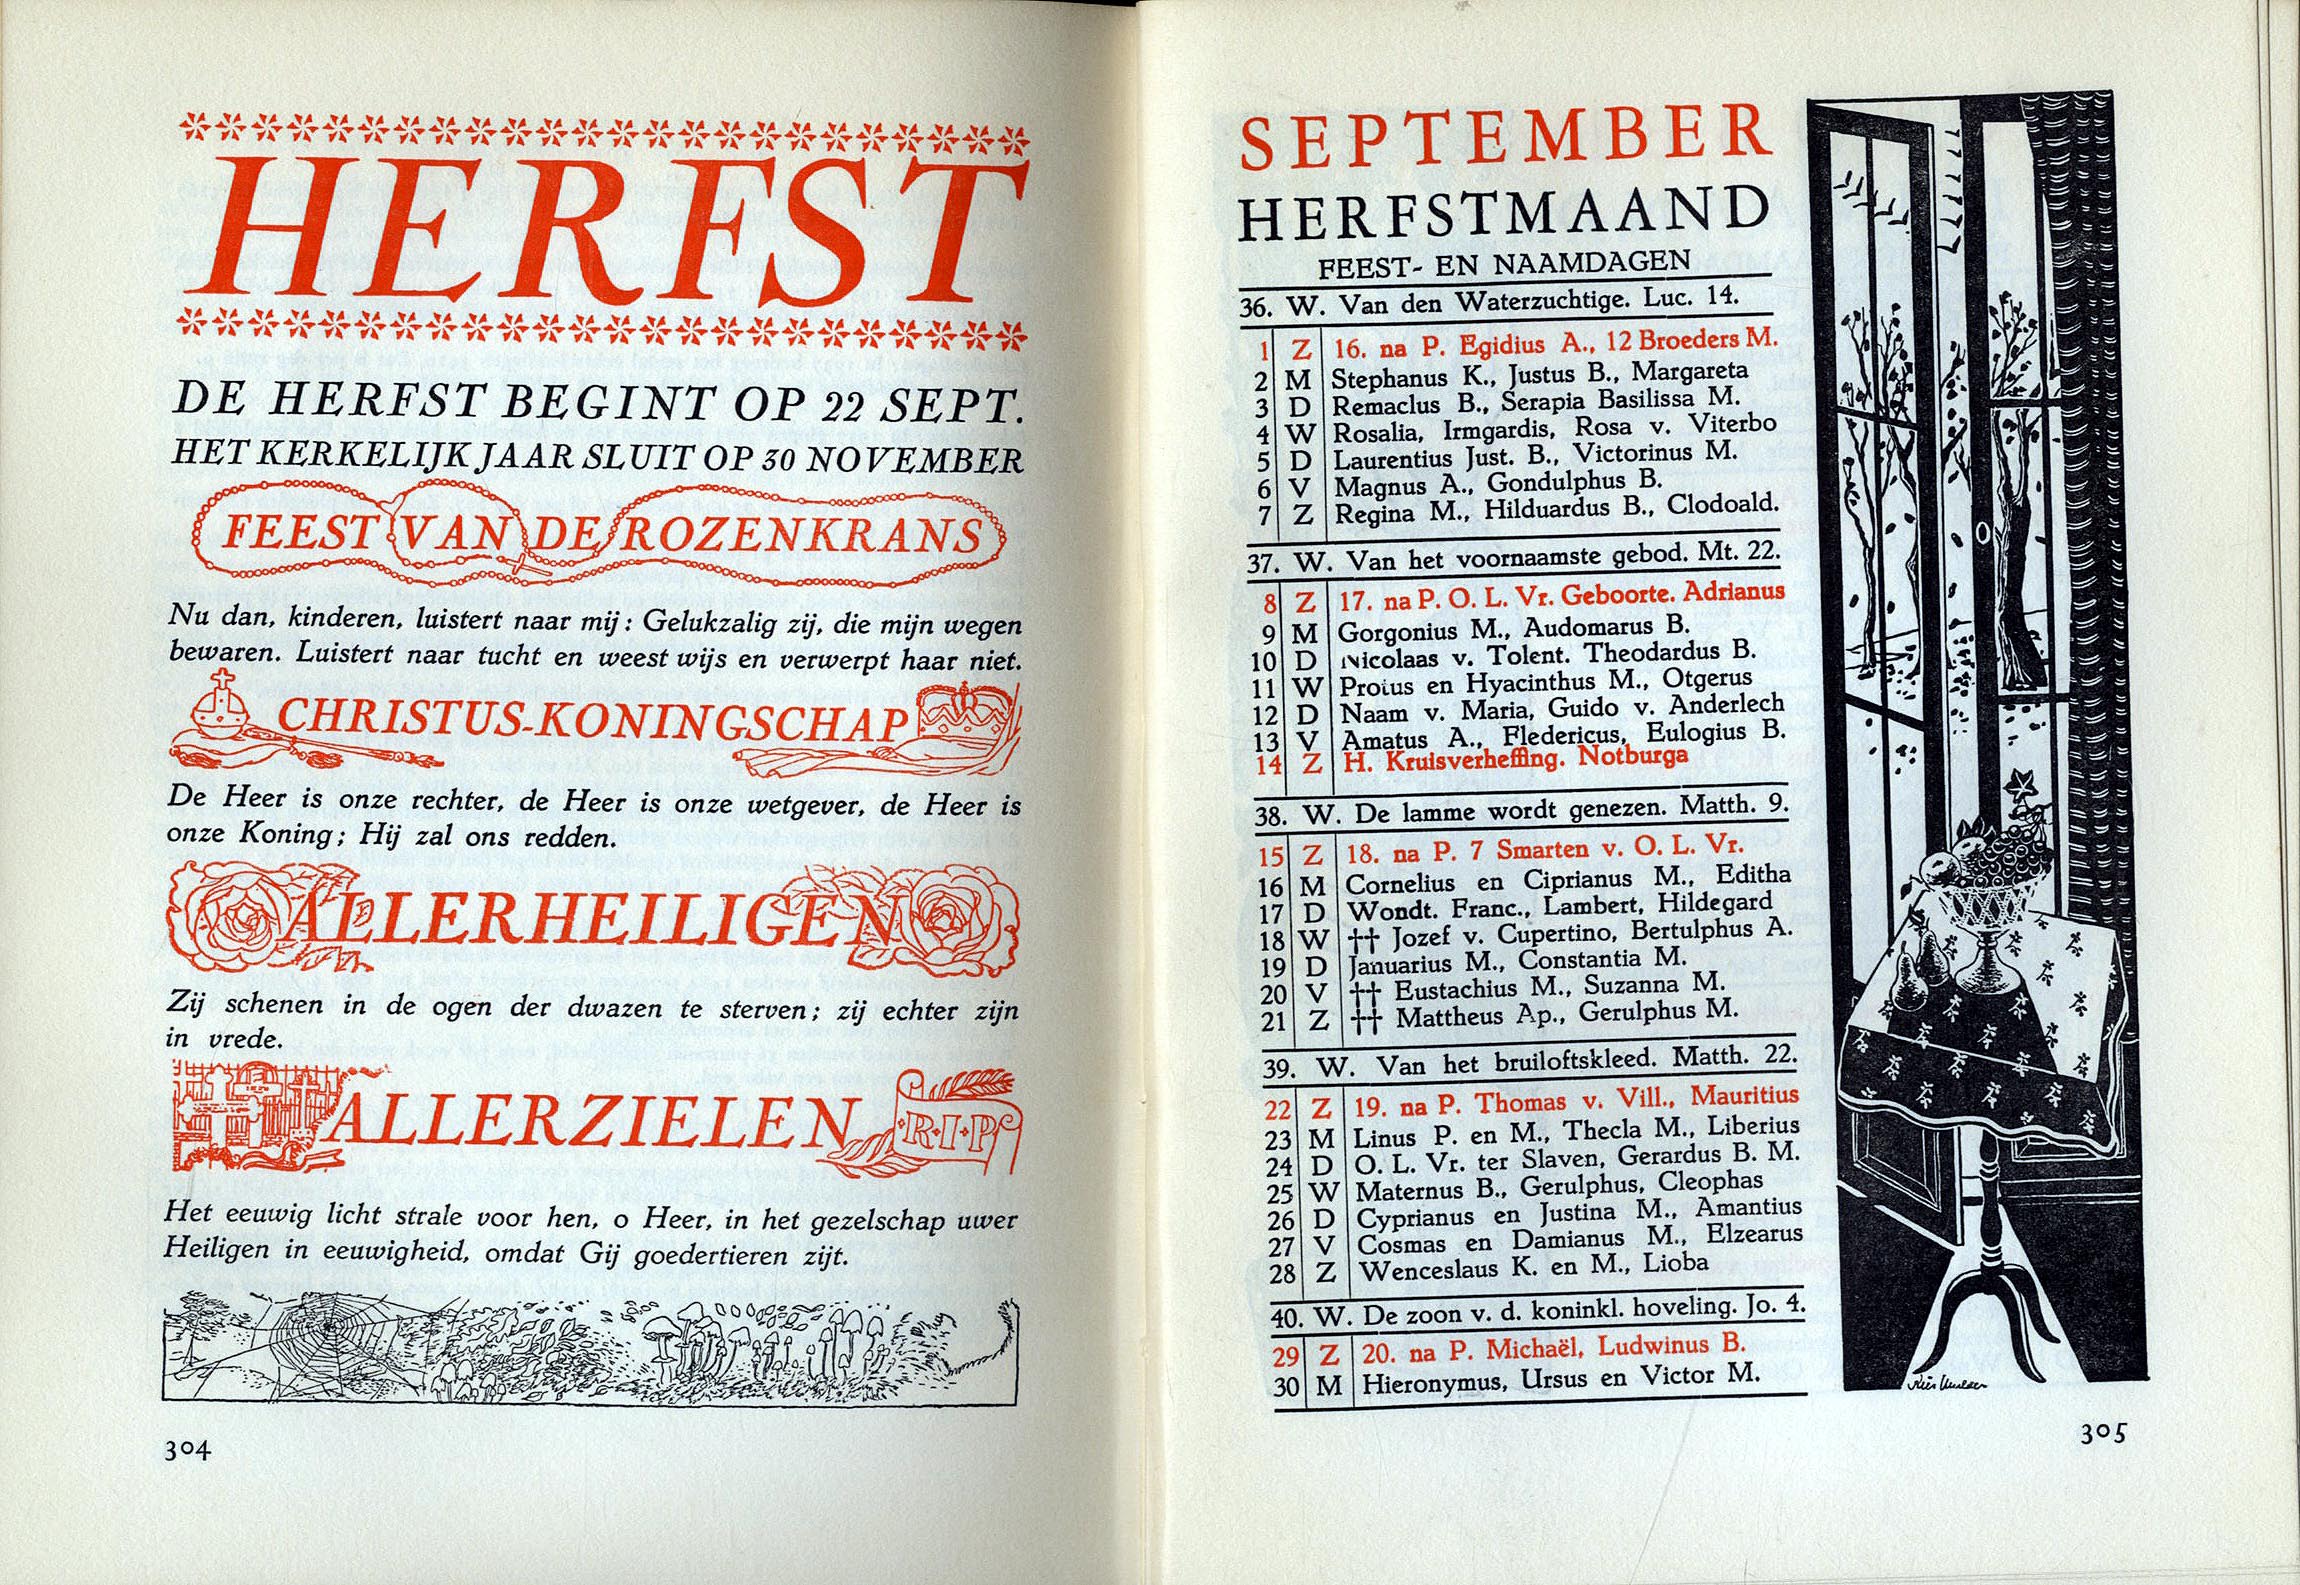 HERFST
DE HERFST BEGINT OP 22 SEPT.
HET KERKELIJK JAAR SLUIT OP 30 NOVEMBER
FEEST VAN DE ROZENKRANS
Nu dan, kinderen, luistert naar mij: Gelukzalig zij, die mijn wegen
bewaren. Luistert naar tucht en weest wijs en verwerpt haar niet.
CHRISTUS-KONINGSCHAP
De Heer is onze rechter, de Heer is onze wetgever, de Heer is
onze Koning; Hij zal ons redden.
ALLERHEILIGEN
Zij schenen in de ogen der dwazen te sterven; zij echter zijn
in vrede.
ALLERZIELEN
R·I·P
Het eeuwig licht strale voor hen, o Heer, in het gezelschap uwer
Heiligen in eeuwigheid, omdat Gij goedertieren zijt.
304
SEPTEMBER
HERFSTMAAND
FEEST- EN NAAMDAGEN
36. W. Van den Waterzuchtige. Luc. 14.
1 Z 16. na P. Egidius A., 12 Broeders M.
2 M Stephanus K., Justus B., Margareta
3 D Remaclus B., Serapia Basilissa M.
4 W Rosalia, Irmgardis, Rosa v. Viterbo
5 D Laurentius Just. B., Victorinus M.
6 V Magnus A., Gondulphus B.
7 Z Regina M., Hilduardus B., Clodoald.
37. W. Van het voornaamste gebod. Mt. 22.
8 Z 17. na P. O. L. Vr. Geboorte. Adrianus
9 M Gorgonius M., Audomarus B.
10 D Nicolaas v. Tolent. Theodardus B.
11 W Protus en Hyacinthus M., Otgerus
12 D Naam v. Maria, Guido v. Anderlech
13 V Amatus A., Fledericus, Eulogius B.
14 Z H. Kruisverheffing. Notburga
38. W. De lamme wordt genezen. Matth. 9.
15 Z 18. na P. 7 Smarten v. O. L. Vr.
16 M Cornelius en Ciprianus M., Editha
17 D Wondt. Franc., Lambert, Hildegard
18 W †† Jozef v. Cupertino, Bertulphus A.
19 D Januarius M., Constantia M.
20 V †† Eustachius M., Suzanna M.
21 Z †† Mattheus Ap., Gerulphus M.
39. W. Van het bruiloftskleed. Matth. 22.
22 Z 19. na P. Thomas v. Vill., Mauritius
23 M Linus P. en M., Thecla M., Liberius
24 D O. L. Vr. ter Slaven, Gerardus B. M.
25 W Maternus B., Gerulphus, Cleophas
26 D Cyprianus en Justina M., Amantius
27 V Cosmas en Damianus M., Elzearus
28 Z Wenceslaus K. en M., Lioba
40. W. De zoon v. d. koninkl. hoveling. Jo. 4.
29 Z 20. na P. Michaël, Ludwinus B.
30 M Hieronymus, Ursus en Victor M.
305